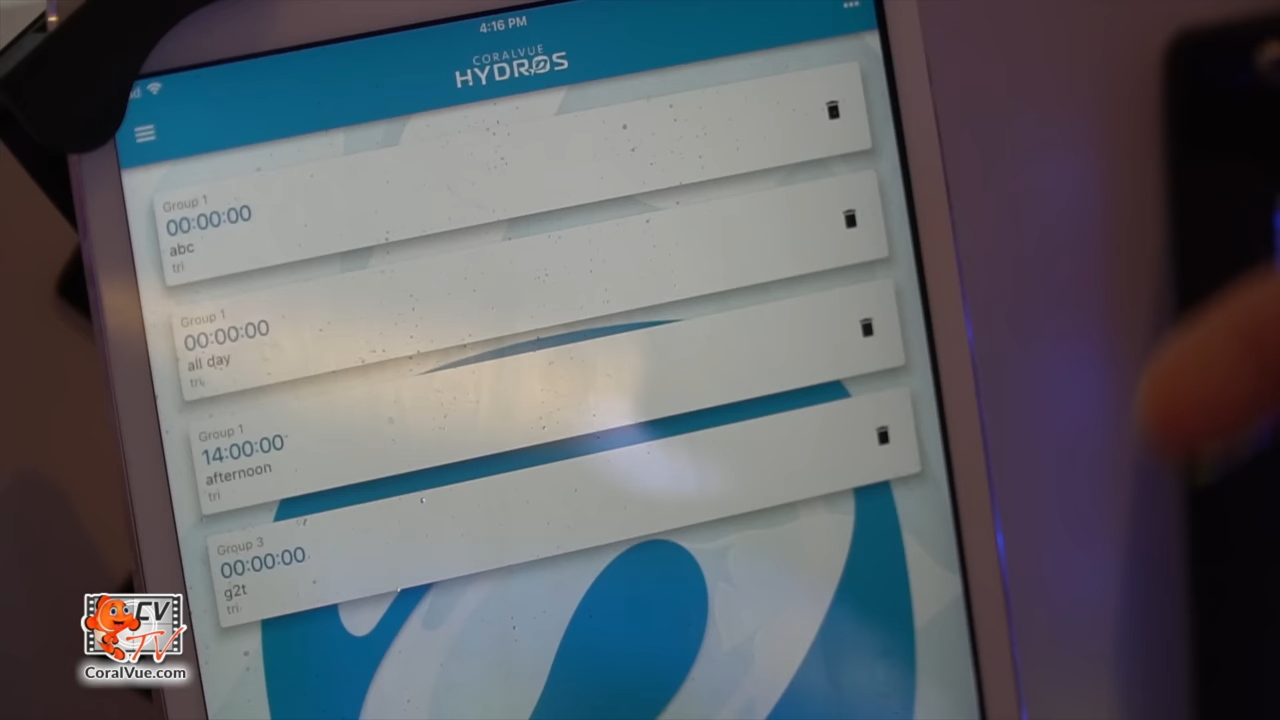 4:16 PM
CORALVUE
HYDROS
Group 1
00:00:00
abc
tri
Group 1
00:00:00
all day
tri
Group 1
14:00:00
afternoon
tri
Group 3
00:00:00
g2t
tri
CV
TV
CoralVue.com